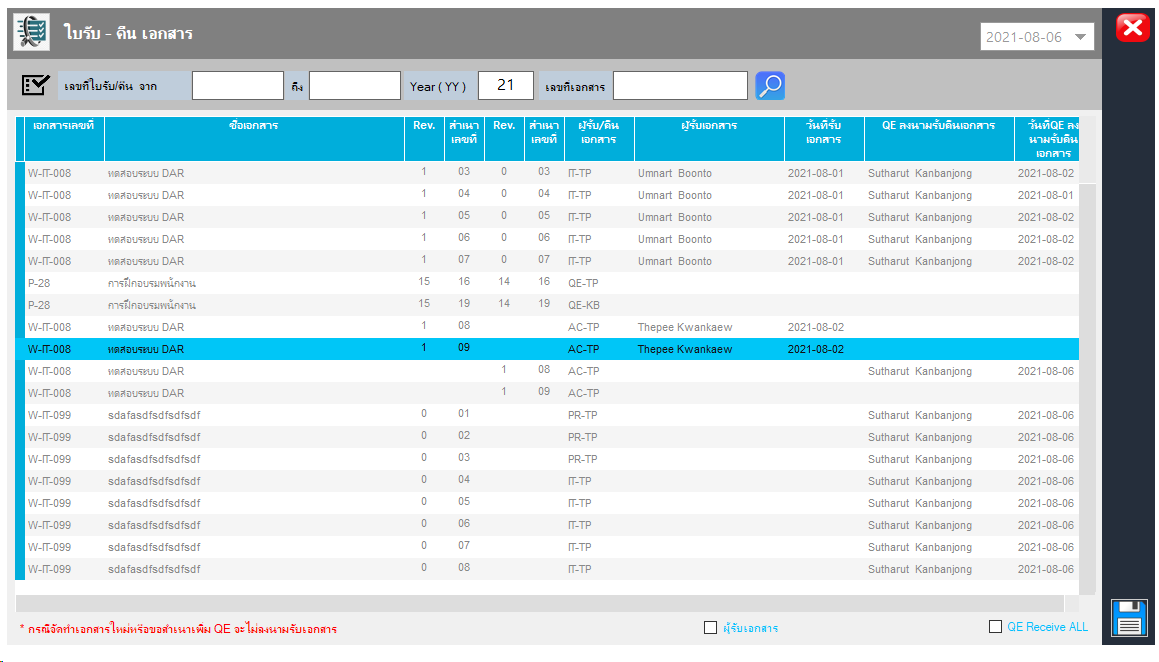 ใบรับ - คืน เอกสาร
2021-08-06
เลขที่ใบรับ/คืน จาก ถึง Year ( YY ) 21 เลขที่เอกสาร
เอกสารเลขที่ ชื่อเอกสาร Rev. สำเนาเลขที่ Rev. สำเนาเลขที่ ผู้รับ/คืนเอกสาร ผู้รับเอกสาร วันที่รับเอกสาร QE ลงนามรับคืนเอกสาร วันที่QE ลงนามรับคืนเอกสาร
W-IT-008 ทดสอบระบบ DAR 1 03 0 03 IT-TP Umnart Boonto 2021-08-01 Sutharut Kanbanjong 2021-08-02
W-IT-008 ทดสอบระบบ DAR 1 04 0 04 IT-TP Umnart Boonto 2021-08-01 Sutharut Kanbanjong 2021-08-01
W-IT-008 ทดสอบระบบ DAR 1 05 0 05 IT-TP Umnart Boonto 2021-08-01 Sutharut Kanbanjong 2021-08-02
W-IT-008 ทดสอบระบบ DAR 1 06 0 06 IT-TP Umnart Boonto 2021-08-01 Sutharut Kanbanjong 2021-08-02
W-IT-008 ทดสอบระบบ DAR 1 07 0 07 IT-TP Umnart Boonto 2021-08-01 Sutharut Kanbanjong 2021-08-02
P-28 การฝึกอบรมพนักงาน 15 16 14 16 QE-TP
P-28 การฝึกอบรมพนักงาน 15 19 14 19 QE-KB
W-IT-008 ทดสอบระบบ DAR 1 08 AC-TP Thepee Kwankaew 2021-08-02
W-IT-008 ทดสอบระบบ DAR 1 09 AC-TP Thepee Kwankaew 2021-08-02
W-IT-008 ทดสอบระบบ DAR 1 08 AC-TP Sutharut Kanbanjong 2021-08-06
W-IT-008 ทดสอบระบบ DAR 1 09 AC-TP
W-IT-099 sdafasdfsdfsdfsdf 0 01 PR-TP Sutharut Kanbanjong 2021-08-06
W-IT-099 sdafasdfsdfsdfsdf 0 02 PR-TP Sutharut Kanbanjong 2021-08-06
W-IT-099 sdafasdfsdfsdfsdf 0 03 PR-TP Sutharut Kanbanjong 2021-08-06
W-IT-099 sdafasdfsdfsdfsdf 0 04 IT-TP Sutharut Kanbanjong 2021-08-06
W-IT-099 sdafasdfsdfsdfsdf 0 05 IT-TP Sutharut Kanbanjong 2021-08-06
W-IT-099 sdafasdfsdfsdfsdf 0 06 IT-TP Sutharut Kanbanjong 2021-08-06
W-IT-099 sdafasdfsdfsdfsdf 0 07 IT-TP Sutharut Kanbanjong 2021-08-06
W-IT-099 sdafasdfsdfsdfsdf 0 08 IT-TP Sutharut Kanbanjong 2021-08-06
* กรณีจัดทำเอกสารใหม่หรือขอสำเนาเพิ่ม QE จะไม่ลงนามรับเอกสาร ผู้รับเอกสาร QE Receive ALL